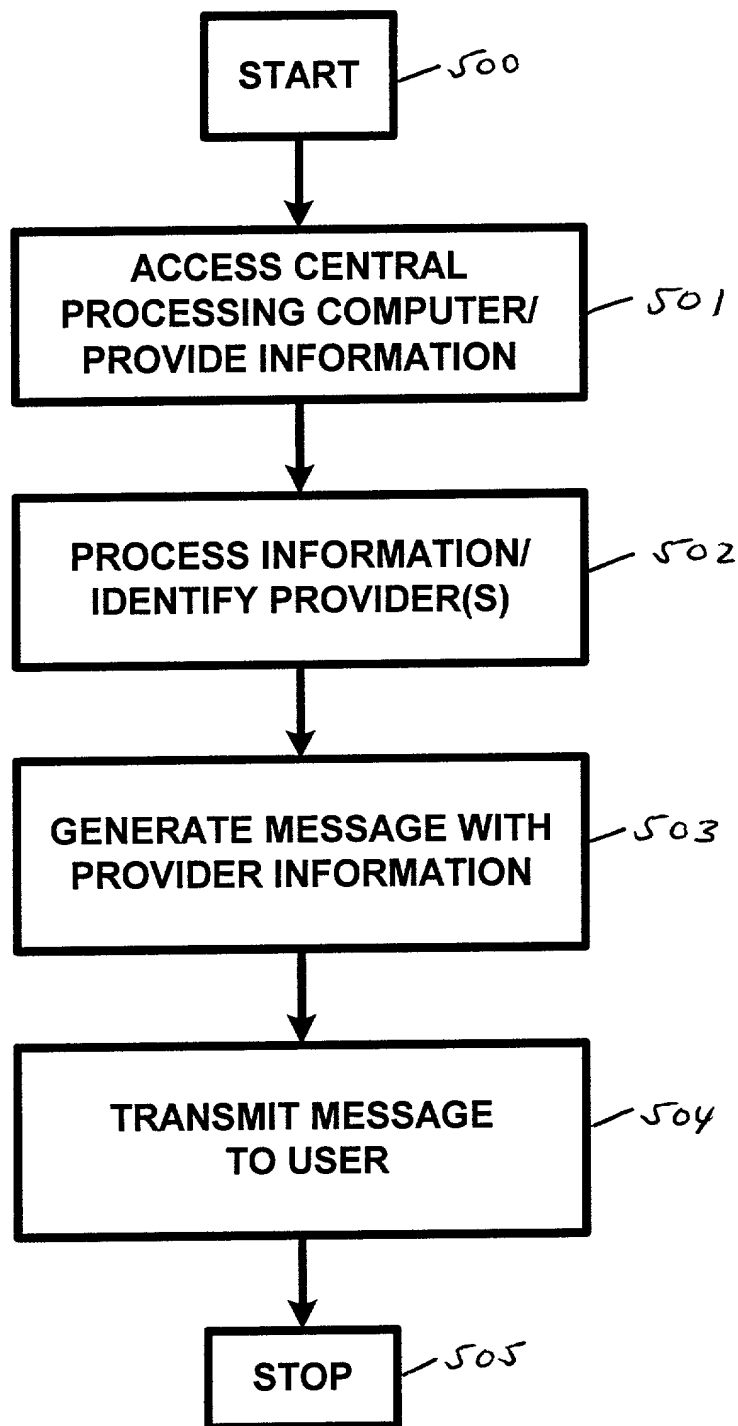 START
500
ACCESS CENTRAL
PROCESSING COMPUTER/
PROVIDE INFORMATION
501
PROCESS INFORMATION/
IDENTIFY PROVIDER(S)
502
GENERATE MESSAGE WITH
PROVIDER INFORMATION
503
TRANSMIT MESSAGE
TO USER
504
STOP
505